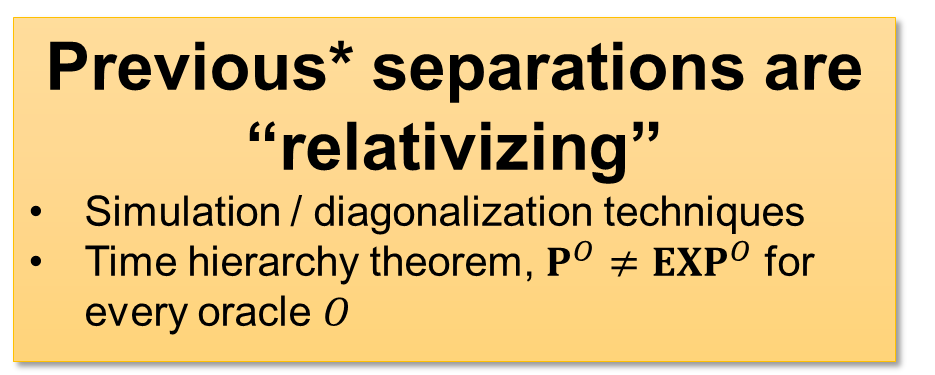 Previous* separations are
“relativizing”
• Simulation / diagonalization techniques
• Time hierarchy theorem, 𝐏^𝑂 ≠ 𝐄𝐗𝐏^𝑂 for
every oracle 𝑂